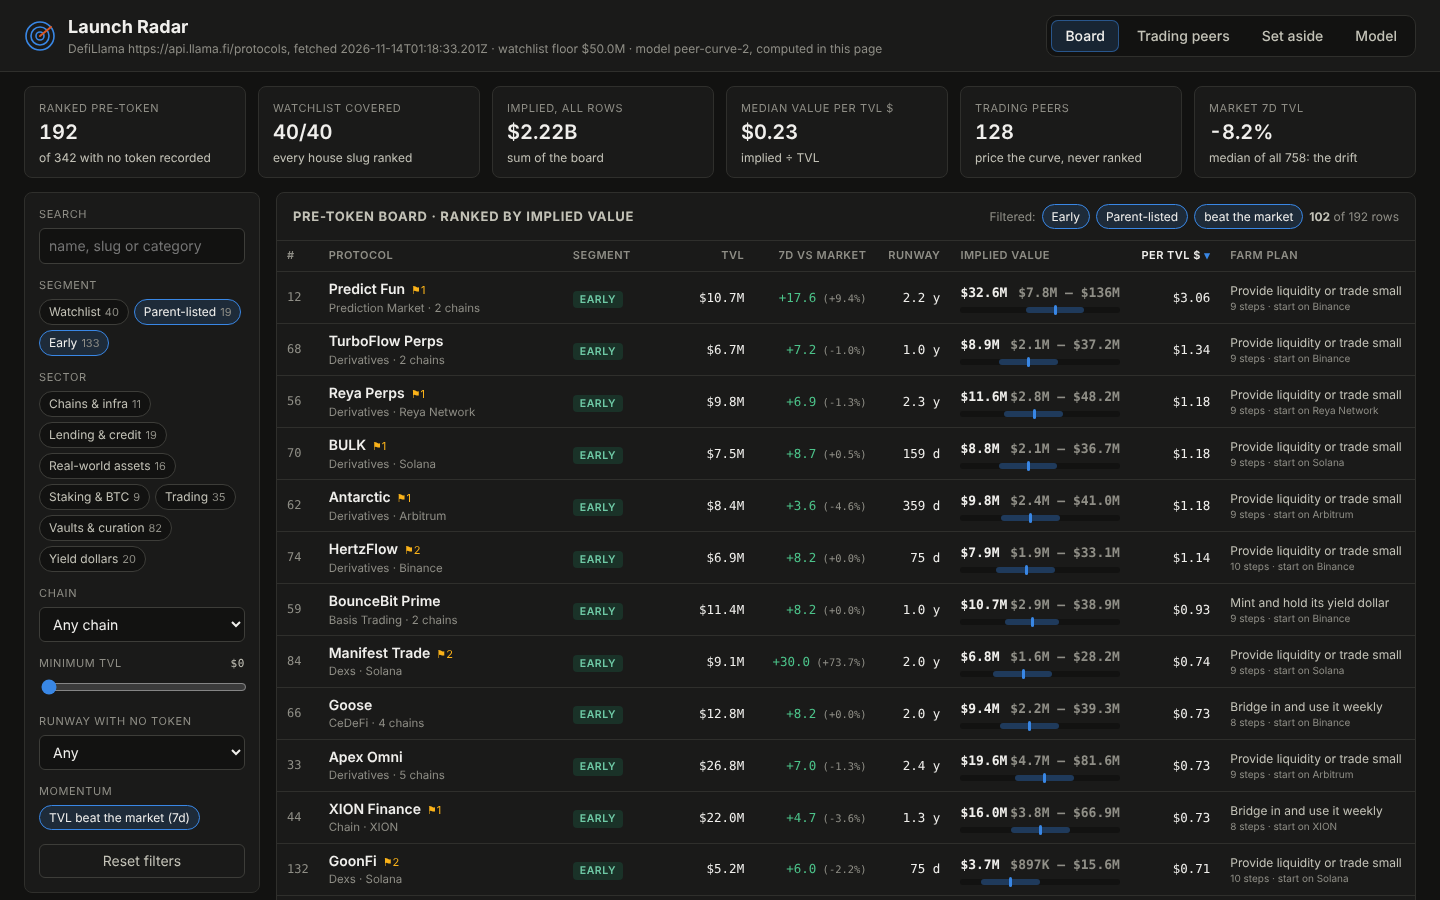 Launch Radar
DefiLlama https://api.llama.fi/protocols, fetched 2026-11-14T01:18:33.201Z · watchlist floor $50.0M · model peer-curve-2, computed in this page
Board Trading peers Set aside Model
RANKED PRE-TOKEN
192
of 342 with no token recorded
WATCHLIST COVERED
40/40
every house slug ranked
IMPLIED, ALL ROWS
$2.22B
sum of the board
MEDIAN VALUE PER TVL $
$0.23
implied ÷ TVL
TRADING PEERS
128
price the curve, never ranked
MARKET 7D TVL
-8.2%
median of all 758: the drift
SEARCH
name, slug or category
SEGMENT
Watchlist 40 Parent-listed 19
Early 133
SECTOR
Chains & infra 11
Lending & credit 19
Real-world assets 16
Staking & BTC 9 Trading 35
Vaults & curation 82
Yield dollars 20
CHAIN
Any chain
MINIMUM TVL $0
RUNWAY WITH NO TOKEN
Any
MOMENTUM
TVL beat the market (7d)
Reset filters
PRE-TOKEN BOARD · RANKED BY IMPLIED VALUE
Filtered: Early Parent-listed beat the market 102 of 192 rows
# PROTOCOL SEGMENT TVL 7D VS MARKET RUNWAY IMPLIED VALUE PER TVL $ ▼ FARM PLAN
12 Predict Fun ⚑1 EARLY $10.7M +17.6 (+9.4%) 2.2 y $32.6M $7.8M — $136M $3.06 Provide liquidity or trade small
Prediction Market · 2 chains 9 steps · start on Binance
68 TurboFlow Perps EARLY $6.7M +7.2 (-1.0%) 1.0 y $8.9M $2.1M — $37.2M $1.34 Provide liquidity or trade small
Derivatives · 2 chains 9 steps · start on Binance
56 Reya Perps ⚑1 EARLY $9.8M +6.9 (-1.3%) 2.3 y $11.6M $2.8M — $48.2M $1.18 Provide liquidity or trade small
Derivatives · Reya Network 9 steps · start on Reya Network
70 BULK ⚑1 EARLY $7.5M +8.7 (+0.5%) 159 d $8.8M $2.1M — $36.7M $1.18 Provide liquidity or trade small
Derivatives · Solana 9 steps · start on Solana
62 Antarctic ⚑1 EARLY $8.4M +3.6 (-4.6%) 359 d $9.8M $2.4M — $41.0M $1.18 Provide liquidity or trade small
Derivatives · Arbitrum 9 steps · start on Arbitrum
74 HertzFlow ⚑2 EARLY $6.9M +8.2 (+0.0%) 75 d $7.9M $1.9M — $33.1M $1.14 Provide liquidity or trade small
Derivatives · Binance 10 steps · start on Binance
59 BounceBit Prime EARLY $11.4M +8.2 (+0.0%) 1.0 y $10.7M $2.9M — $38.9M $0.93 Mint and hold its yield dollar
Basis Trading · 2 chains 9 steps · start on Binance
84 Manifest Trade ⚑2 EARLY $9.1M +30.0 (+73.7%) 2.0 y $6.8M $1.6M — $28.2M $0.74 Provide liquidity or trade small
Dexs · Solana 9 steps · start on Solana
66 Goose EARLY $12.8M +8.2 (+0.0%) 2.0 y $9.4M $2.2M — $39.3M $0.73 Bridge in and use it weekly
CeDeFi · 4 chains 8 steps · start on Binance
33 Apex Omni EARLY $26.8M +7.0 (-1.3%) 2.4 y $19.6M $4.7M — $81.6M $0.73 Provide liquidity or trade small
Derivatives · 5 chains 9 steps · start on Arbitrum
44 XION Finance ⚑1 EARLY $22.0M +4.7 (-3.6%) 1.3 y $16.0M $3.8M — $66.9M $0.73 Bridge in and use it weekly
Chain · XION 8 steps · start on XION
132 GoonFi ⚑2 EARLY $5.2M +6.0 (-2.2%) 175 d $3.7M $897K — $15.6M $0.71 Provide liquidity or trade small
Dexs · Solana 10 steps · start on Solana